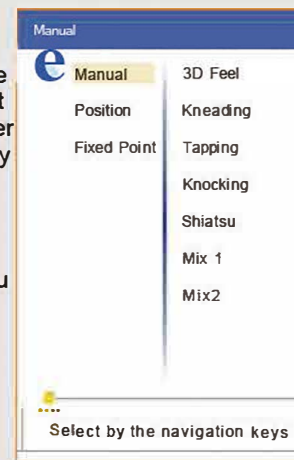 Manual
e
Manual
Position
Fixed Point
3D Feel
Kneading
Tapping
Knocking
Shiatsu
Mix 1
Mix2
Select by the navigation keys